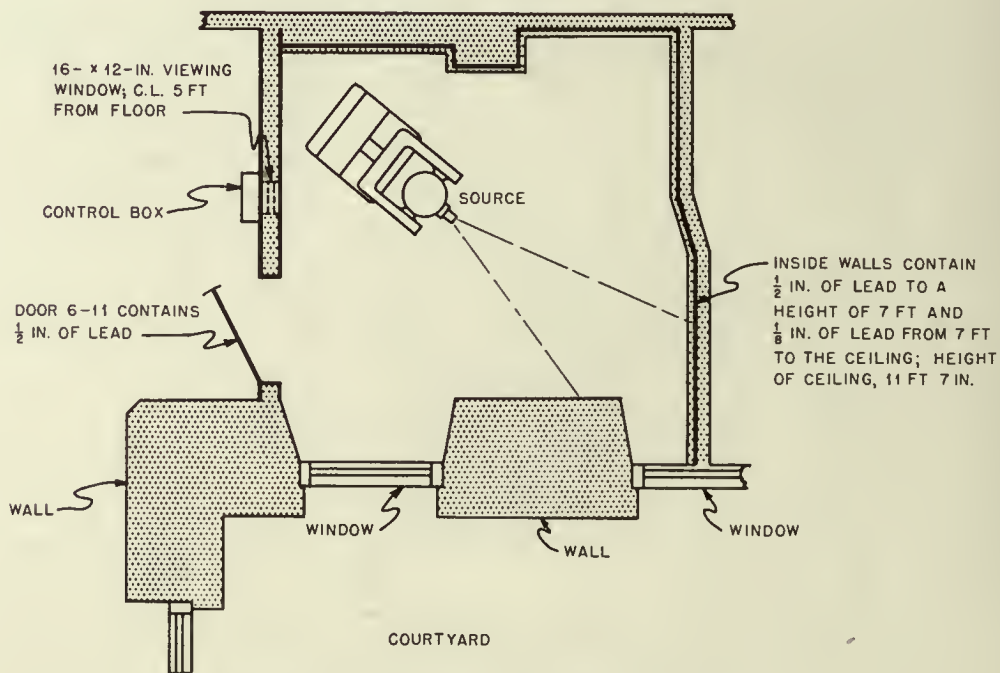 16- x 12-IN. VIEWING
WINDOW; C.L. 5 FT
FROM FLOOR
SOURCE
CONTROL BOX
DOOR 6-11 CONTAINS
1/2 IN. OF LEAD
INSIDE WALLS CONTAIN
1/2 IN. OF LEAD TO A
HEIGHT OF 7 FT AND
1/8 IN. OF LEAD FROM 7 FT
TO THE CEILING; HEIGHT
OF CEILING, 11 FT 7 IN.
WALL
WINDOW
WALL
WINDOW
COURTYARD